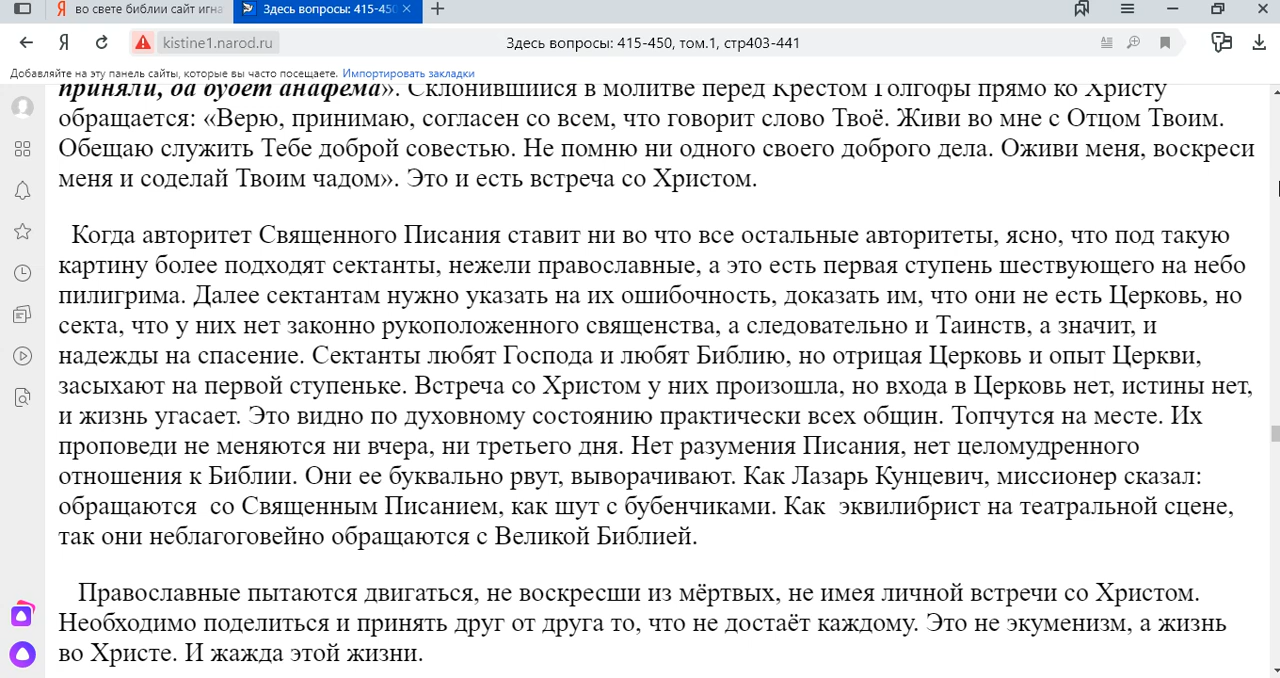 во свете библии сайт игна
Здесь вопросы: 415-450
kistine1.narod.ru
Здесь вопросы: 415-450, том.1, стр403-441
Добавляйте на эту панель сайты, которые вы часто посещаете. Импортировать закладки
приняли, да будет анафема». Склонившийся в молитве перед Крестом Голгофы прямо ко Христу
обращается: «Верю, принимаю, согласен со всем, что говорит слово Твоё. Живи во мне с Отцом Твоим.
Обещаю служить Тебе доброй совестью. Не помню ни одного своего доброго дела. Оживи меня, воскреси
меня и соделай Твоим чадом». Это и есть встреча со Христом.
Когда авторитет Священного Писания ставит ни во что все остальные авторитеты, ясно, что под такую
картину более подходят сектанты, нежели православные, а это есть первая ступень шествующего на небо
пилигрима. Далее сектантам нужно указать на их ошибочность, доказать им, что они не есть Церковь, но
секта, что у них нет законно рукоположенного священства, а следовательно и Таинств, а значит, и
надежды на спасение. Сектанты любят Господа и любят Библию, но отрицая Церковь и опыт Церкви,
засыхают на первой ступеньке. Встреча со Христом у них произошла, но входа в Церковь нет, истины нет,
и жизнь угасает. Это видно по духовному состоянию практически всех общин. Топчутся на месте. Их
проповеди не меняются ни вчера, ни третьего дня. Нет разумения Писания, нет целомудренного
отношения к Библии. Они ее буквально рвут, выворачивают. Как Лазарь Кунцевич, миссионер сказал:
обращаются со Священным Писанием, как шут с бубенчиками. Как эквилибрист на театральной сцене,
так они неблагоговейно обращаются с Великой Библией.
Православные пытаются двигаться, не воскресши из мёртвых, не имея личной встречи со Христом.
Необходимо поделиться и принять друг от друга то, что не достаёт каждому. Это не экуменизм, а жизнь
во Христе. И жажда этой жизни.